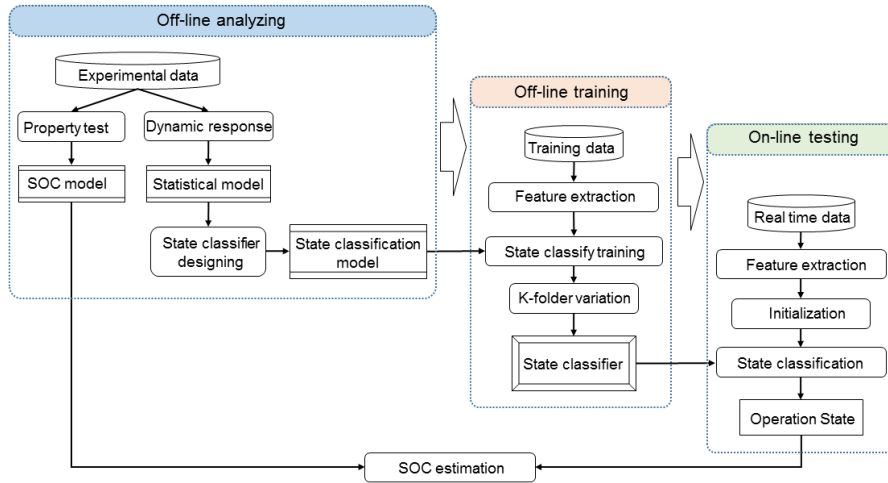 Off-line analyzing
Experimental data
Property test
Dynamic response
SOC model
Statistical model
State classifier
designing
State classification
model
Off-line training
Training data
Feature extraction
State classify training
K-folder variation
State classifier
On-line testing
Real time data
Feature extraction
Initialization
State classification
Operation State
SOC estimation